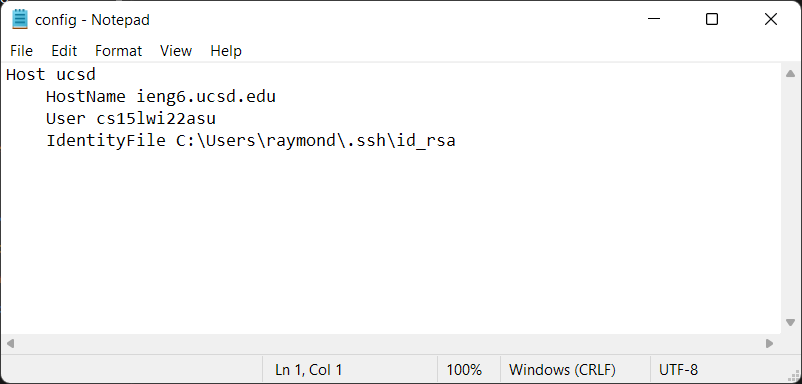 config - Notepad
File Edit Format View Help
Host ucsd
    HostName ieng6.ucsd.edu
    User cs15lwi22asu
    IdentityFile C:\Users\raymond\.ssh\id_rsa
Ln 1, Col 1 100% Windows (CRLF) UTF-8